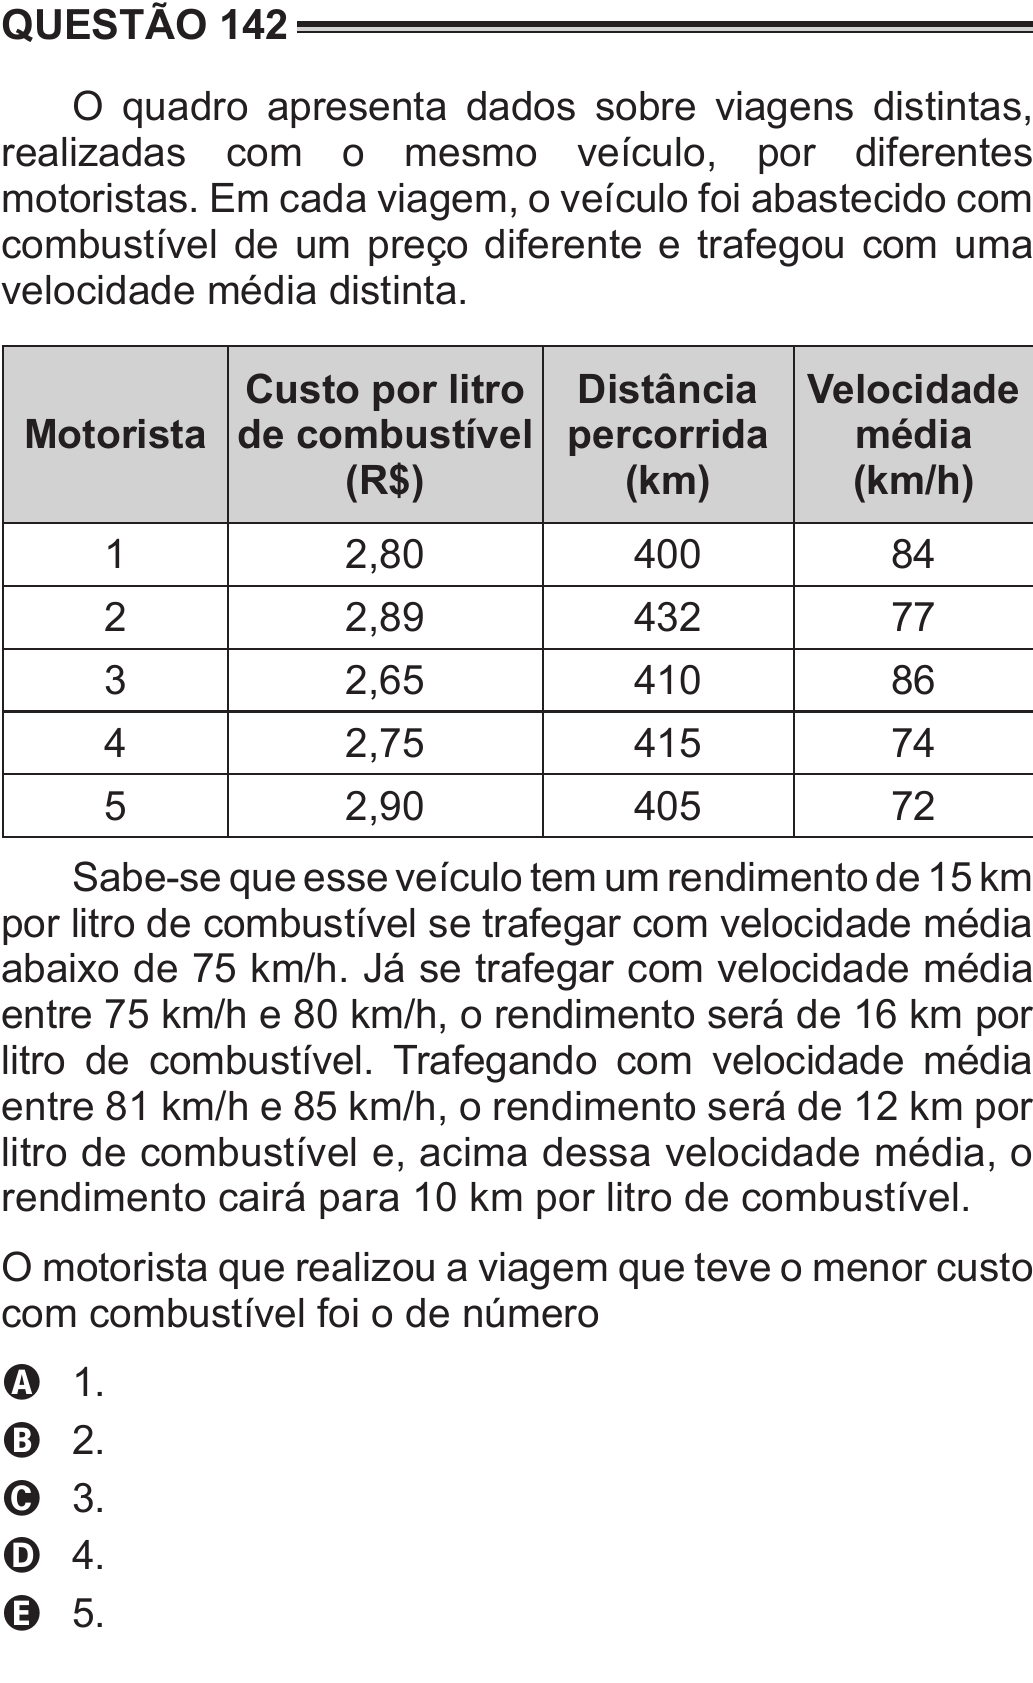 QUESTÃO 142
O quadro apresenta dados sobre viagens distintas,
realizadas com o mesmo veículo, por diferentes
motoristas. Em cada viagem, o veículo foi abastecido com
combustível de um preço diferente e trafegou com uma
velocidade média distinta.
Motorista Custo por litro de combustível (R$) Distância percorrida (km) Velocidade média (km/h)
1 2,80 400 84
2 2,89 432 77
3 2,65 410 86
4 2,75 415 74
5 2,90 405 72
Sabe-se que esse veículo tem um rendimento de 15 km
por litro de combustível se trafegar com velocidade média
abaixo de 75 km/h. Já se trafegar com velocidade média
entre 75 km/h e 80 km/h, o rendimento será de 16 km por
litro de combustível. Trafegando com velocidade média
entre 81 km/h e 85 km/h, o rendimento será de 12 km por
litro de combustível e, acima dessa velocidade média, o
rendimento cairá para 10 km por litro de combustível.
O motorista que realizou a viagem que teve o menor custo
com combustível foi o de número
A 1.
B 2.
C 3.
D 4.
E 5.